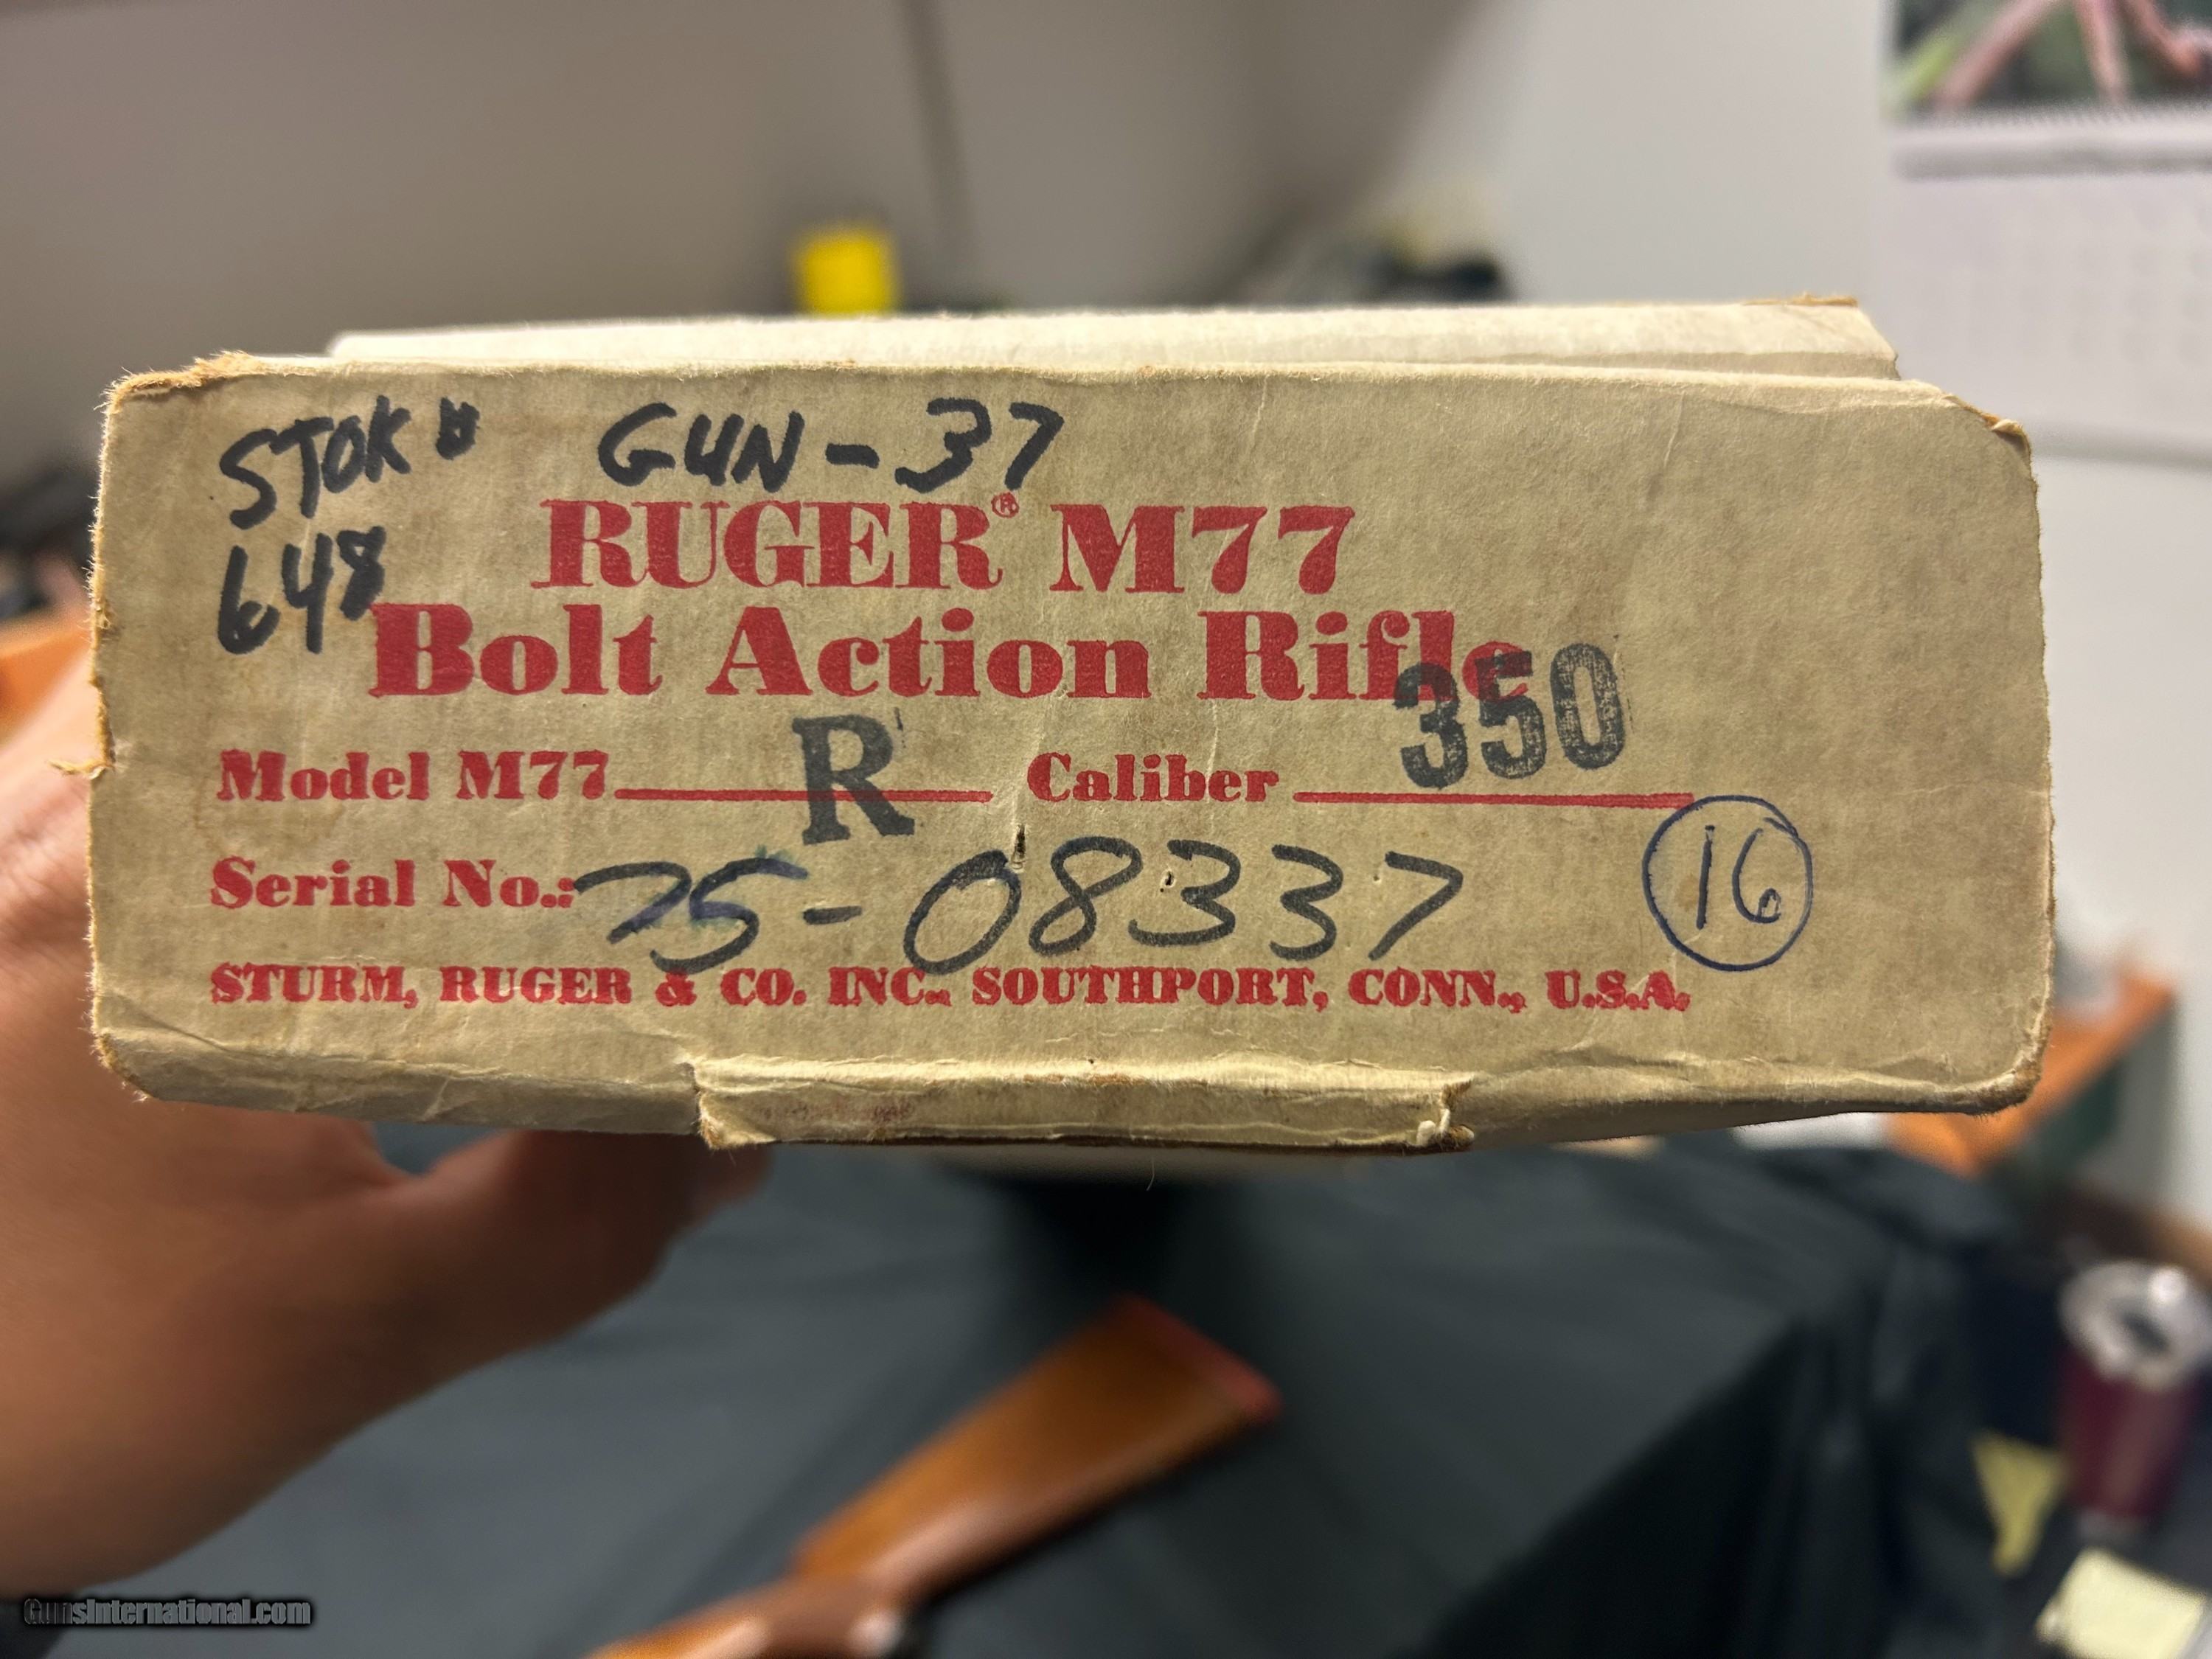 STOK # GUN-37
648
RUGER® M77
Bolt Action Rifle
Model M77 R Caliber 350
Serial No.: 75-08337 16
STURM, RUGER & CO. INC., SOUTHPORT, CONN., U.S.A.
GunsInternational.com